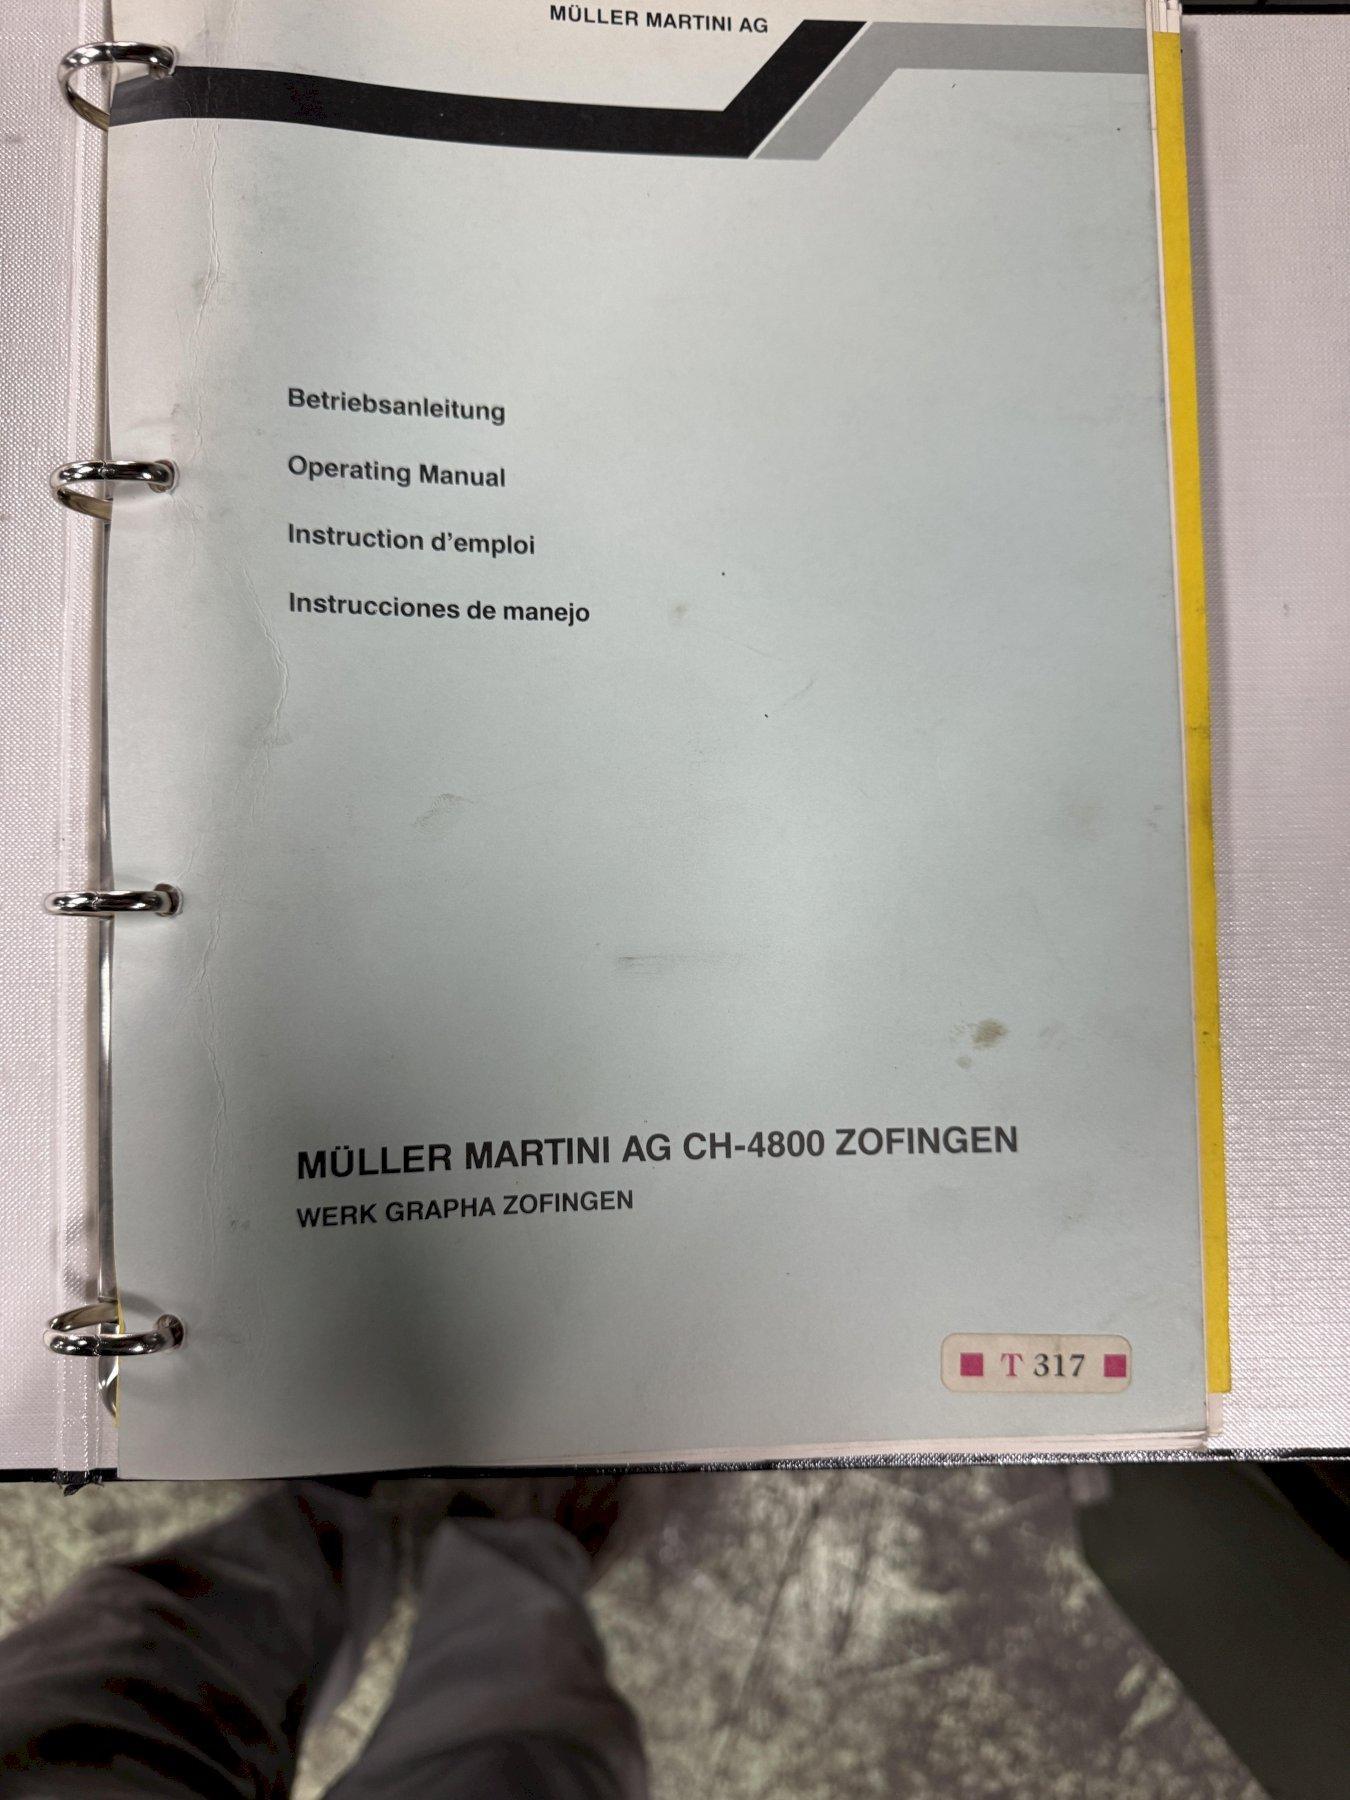 MÜLLER MARTINI AG
Betriebsanleitung
Operating Manual
Instruction d'emploi
Instrucciones de manejo
MÜLLER MARTINI AG CH-4800 ZOFINGEN
WERK GRAPHA ZOFINGEN
T 317